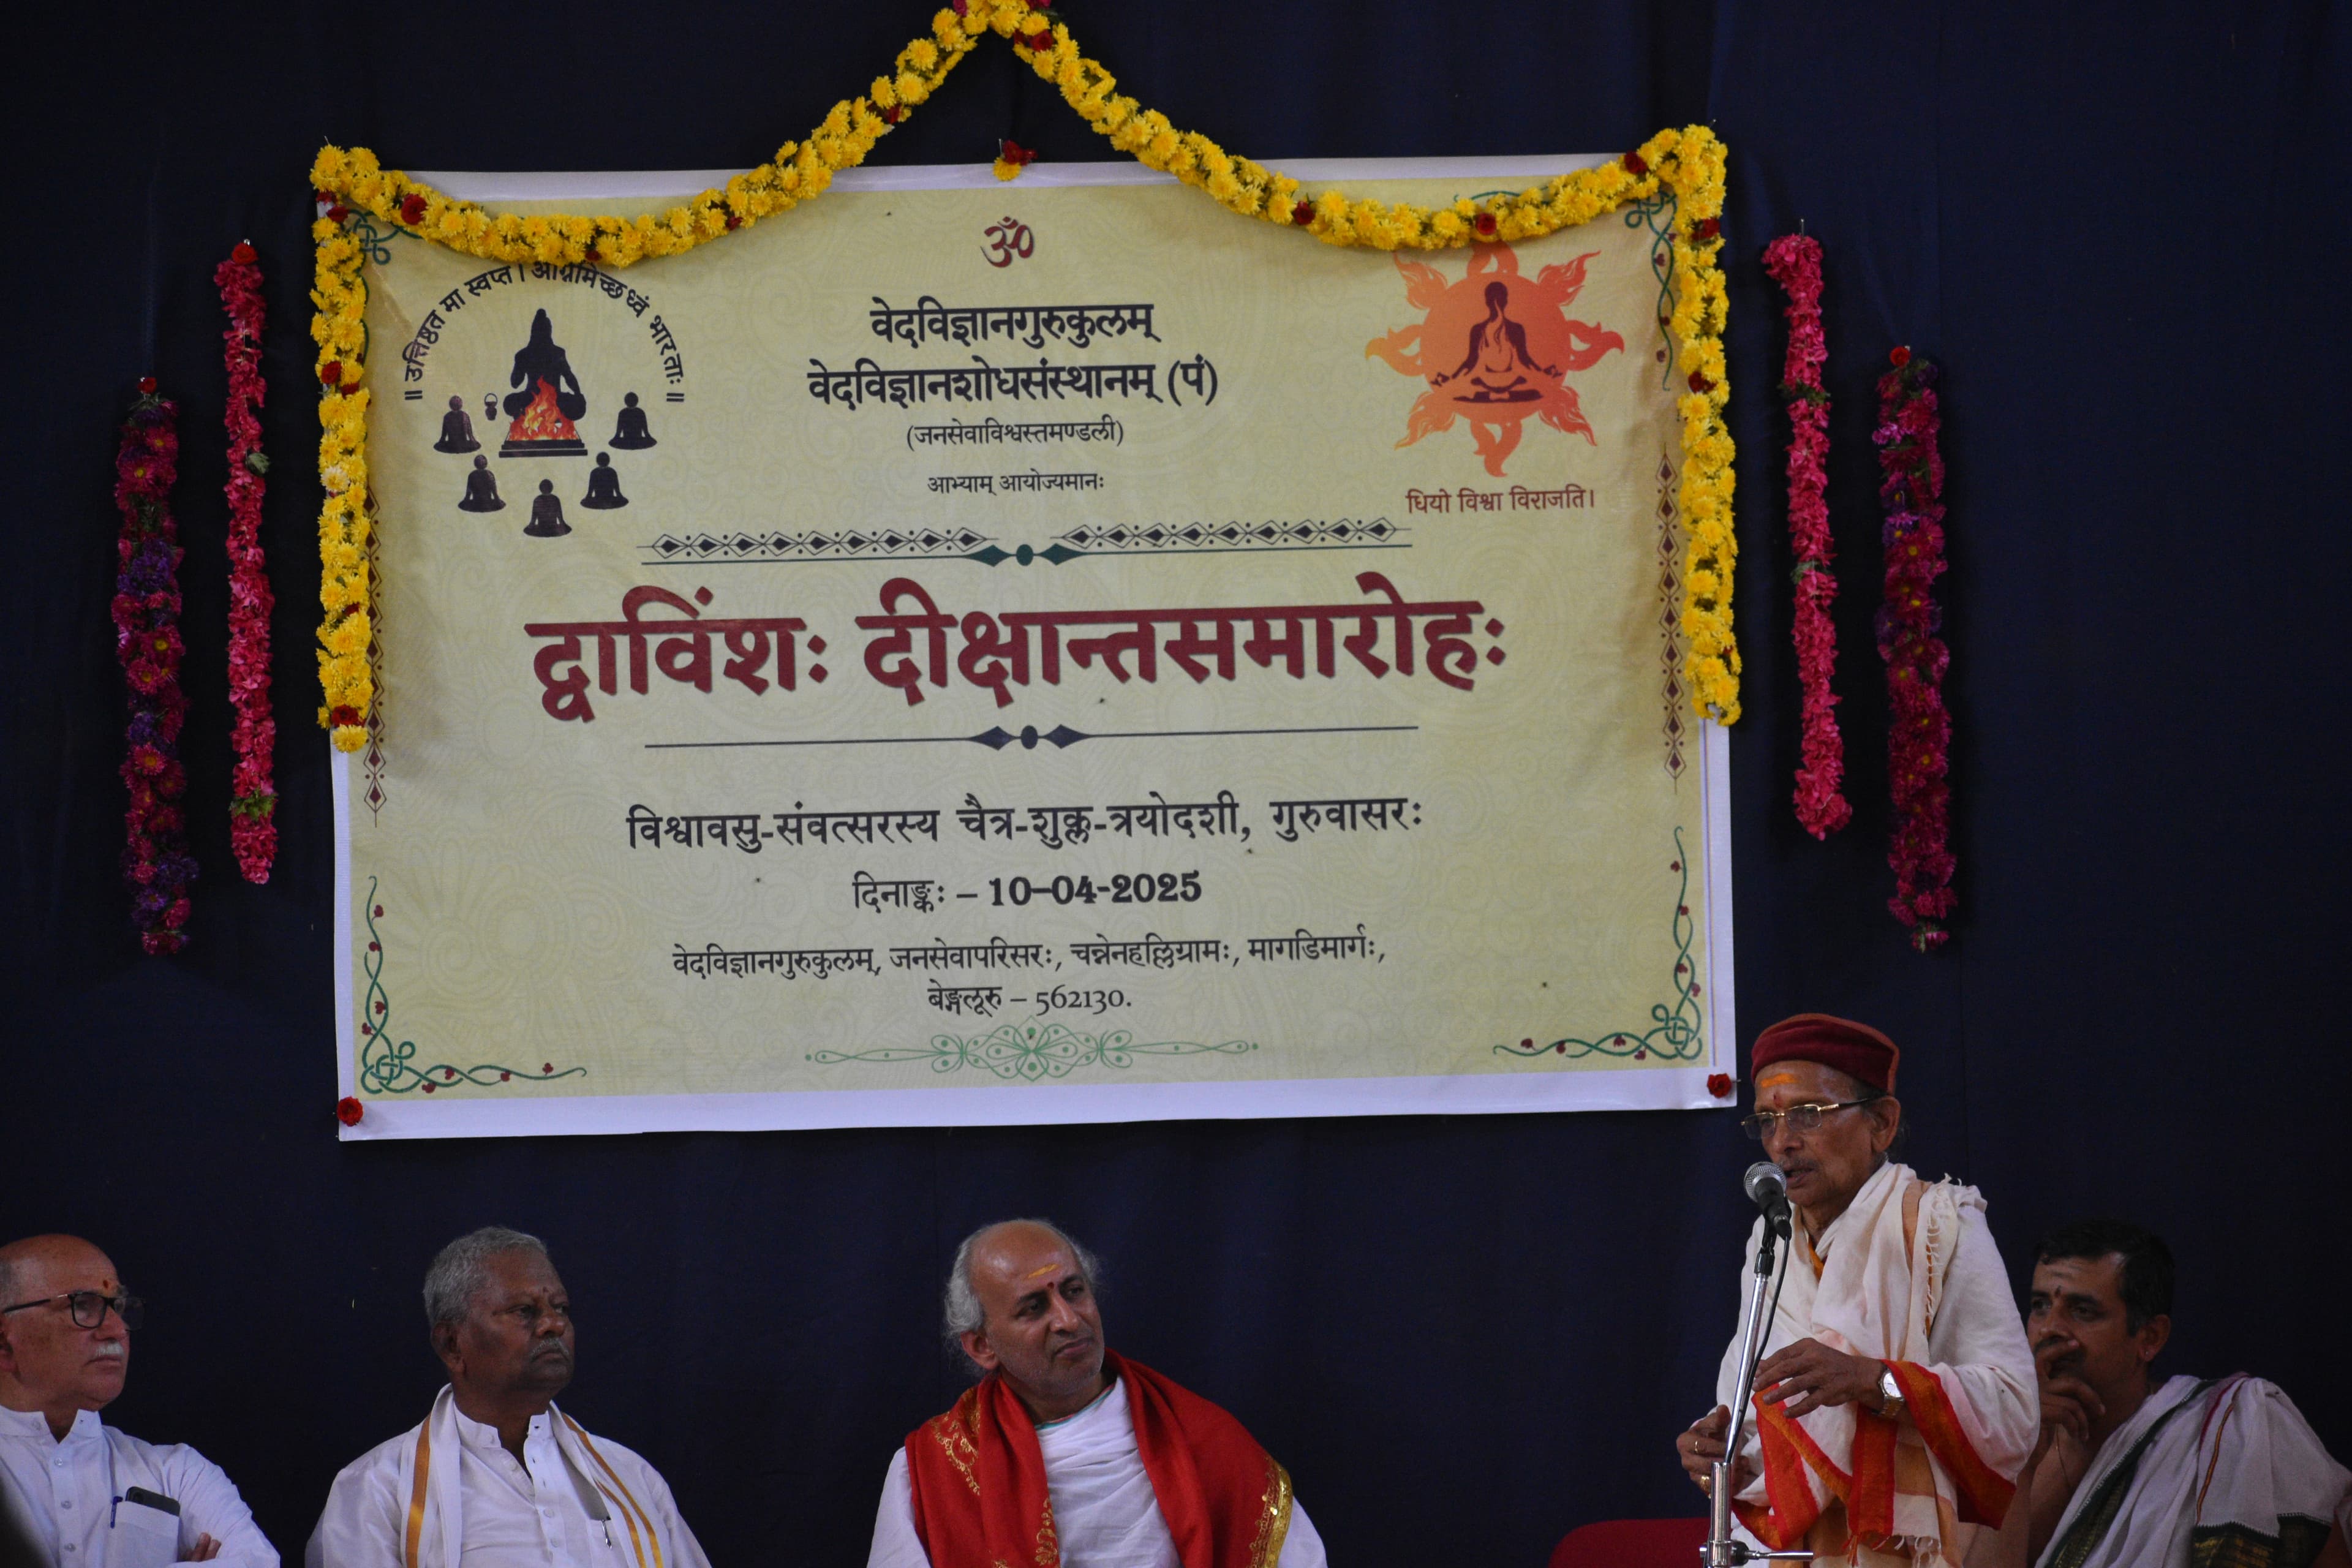 ॐ
॥ उत्तिष्ठत मा स्वप्त । अग्निमिच्छध्वं भारताः ॥
वेदविज्ञानगुरुकुलम्
वेदविज्ञानशोधसंस्थानम् (पं)
(जनसेवाविश्वस्तमण्डली)
आभ्याम् आयोज्यमानः
धियो विश्वा विराजति।
द्वाविंशः दीक्षान्तसमारोहः
विश्वावसु-संवत्सरस्य चैत्र-शुक्ल-त्रयोदशी, गुरुवासरः
दिनाङ्कः – 10–04-2025
वेदविज्ञानगुरुकुलम्, जनसेवापरिसरः, चन्नेनहल्लिग्रामः, मागडिमार्गः,
बेङ्गलूरु – 562130.